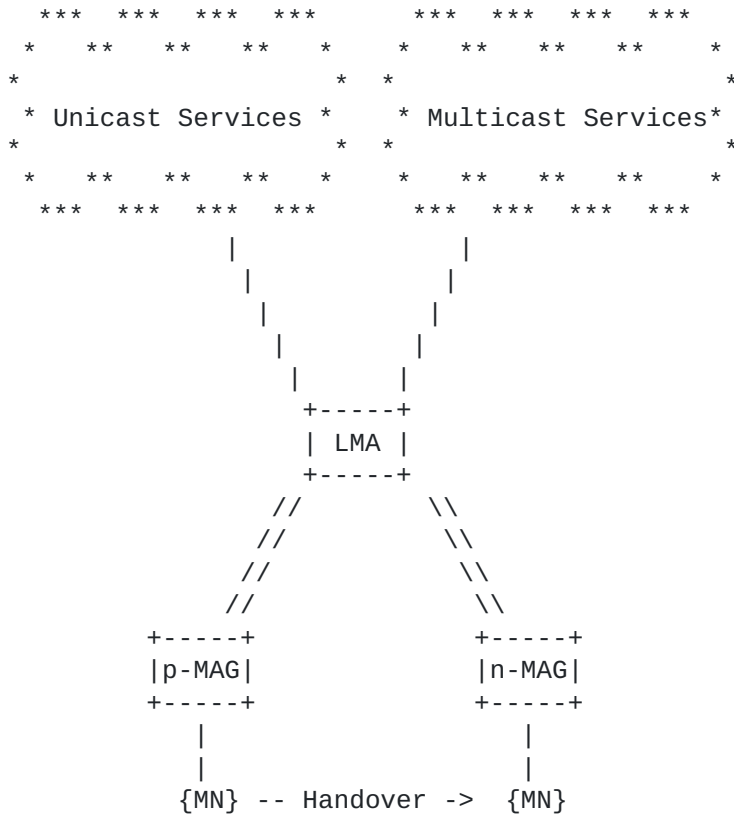 Unicast Services Multicast Services
LMA
p-MAG n-MAG
{MN} -- Handover -> {MN}